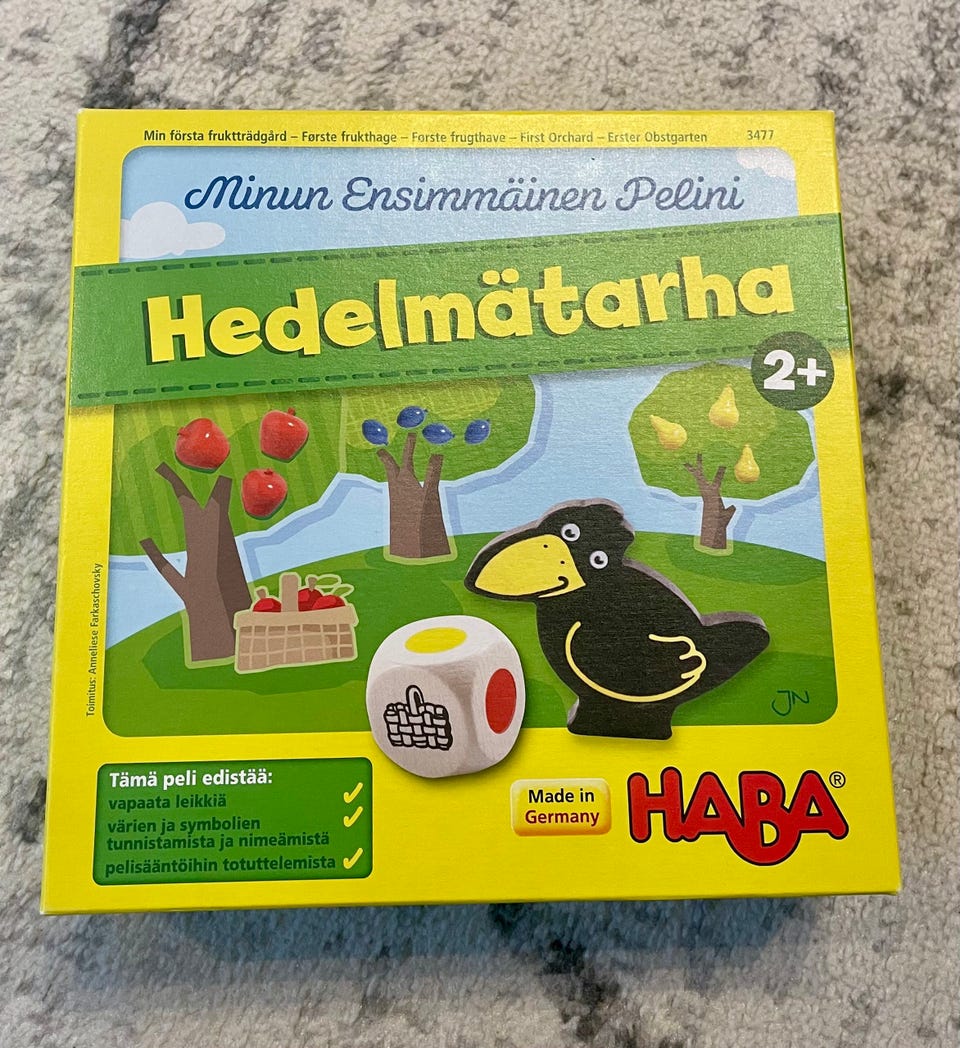 Min första fruktträdgård – Første frukthage – Første frugthave – First Orchard – Erster Obstgarten 3477
Minun Ensimmäinen Pelini
Hedelmätarha
2+
Toimitus: Anneliese Farkaschovsky
JN
Tämä peli edistää:
vapaata leikkiä
värien ja symbolien
tunnistamista ja nimeämistä
pelisääntöihin totuttelemista
Made in
Germany
HABA®